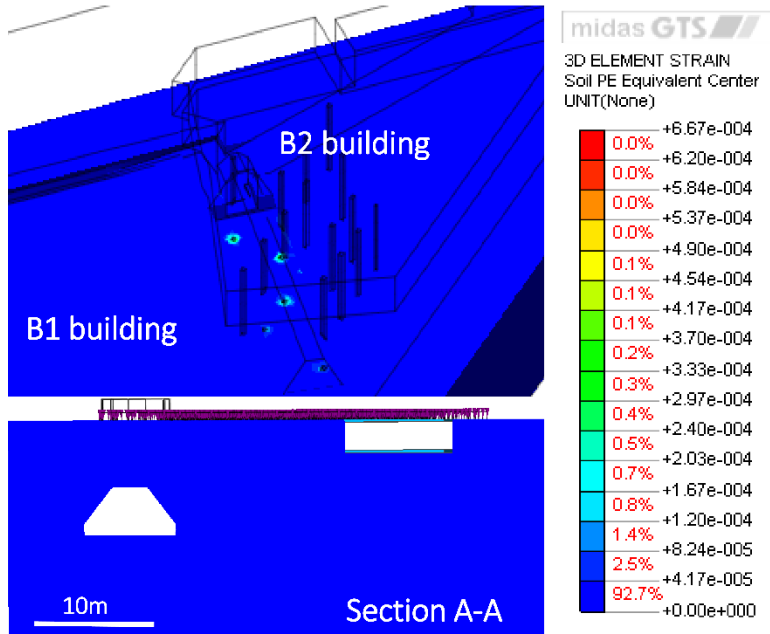 B2 building
B1 building
10m
Section A-A
midas GTS
3D ELEMENT STRAIN
Soil PE Equivalent Center
UNIT(None)
+6.67e-004
0.0%
+6.20e-004
0.0%
+5.84e-004
0.0%
+5.37e-004
0.0%
+4.90e-004
0.1%
+4.54e-004
0.1%
+4.17e-004
0.1%
+3.70e-004
0.2%
+3.33e-004
0.3%
+2.97e-004
0.4%
+2.40e-004
0.5%
+2.03e-004
0.7%
+1.67e-004
0.8%
+1.20e-004
1.4%
+8.24e-005
2.5%
+4.17e-005
92.7%
+0.00e+000